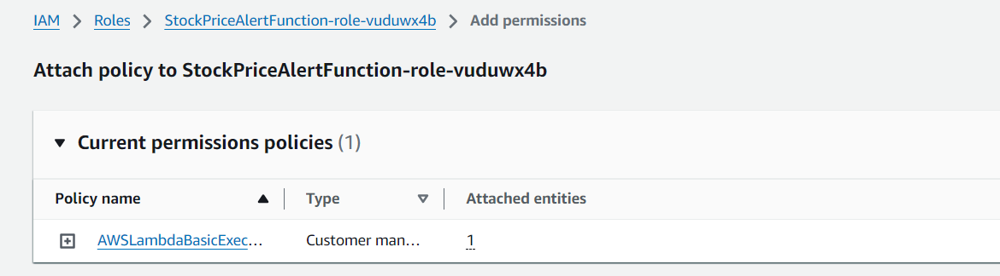 IAM > Roles > StockPriceAlertFunction-role-vuduwx4b > Add permissions
Attach policy to StockPriceAlertFunction-role-vuduwx4b
Current permissions policies (1)
Policy name Type Attached entities
AWSLambdaBasicExec... Customer man... 1